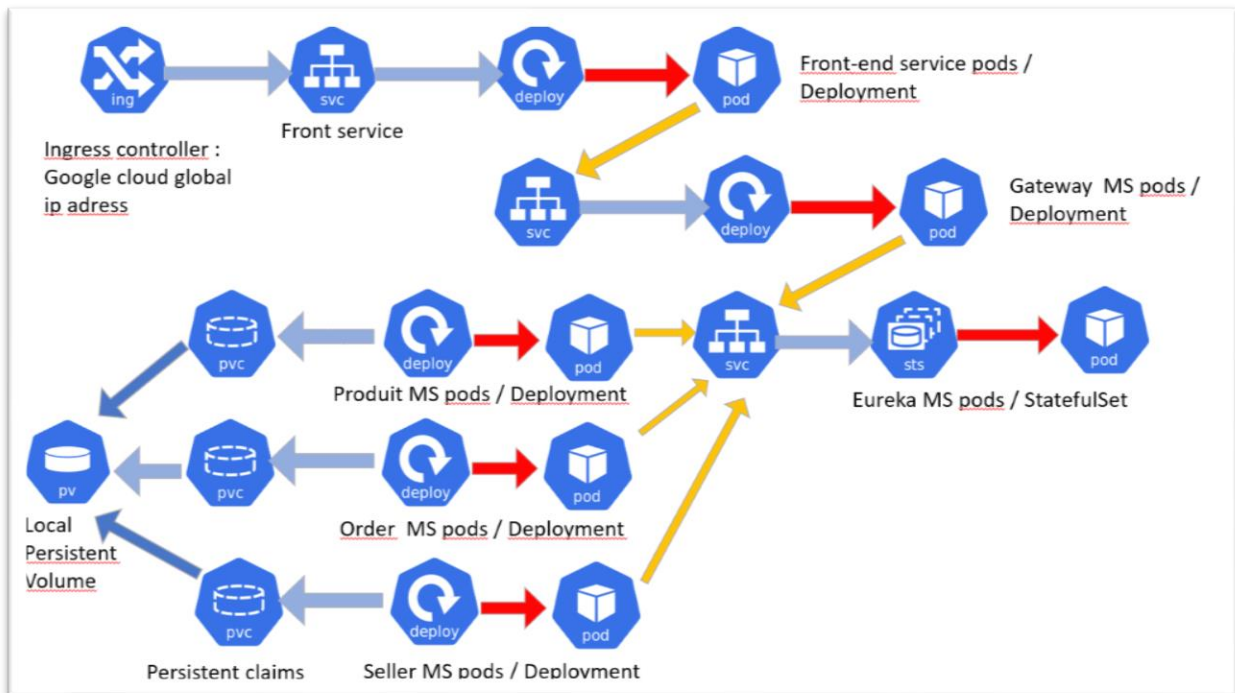 ing
svc
deploy
pod
Front-end service pods /
Deployment
Front service
Ingress controller :
Google cloud global
ip adress
svc
deploy
pod
Gateway  MS pods /
Deployment
pvc
deploy
pod
svc
sts
pod
Produit MS pods / Deployment
Eureka MS pods / StatefulSet
pv
pvc
deploy
pod
Local
Persistent
Volume
Order  MS pods / Deployment
pvc
deploy
pod
Persistent claims
Seller MS pods / Deployment